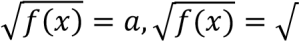 √f(x) = a, √f(x) = √